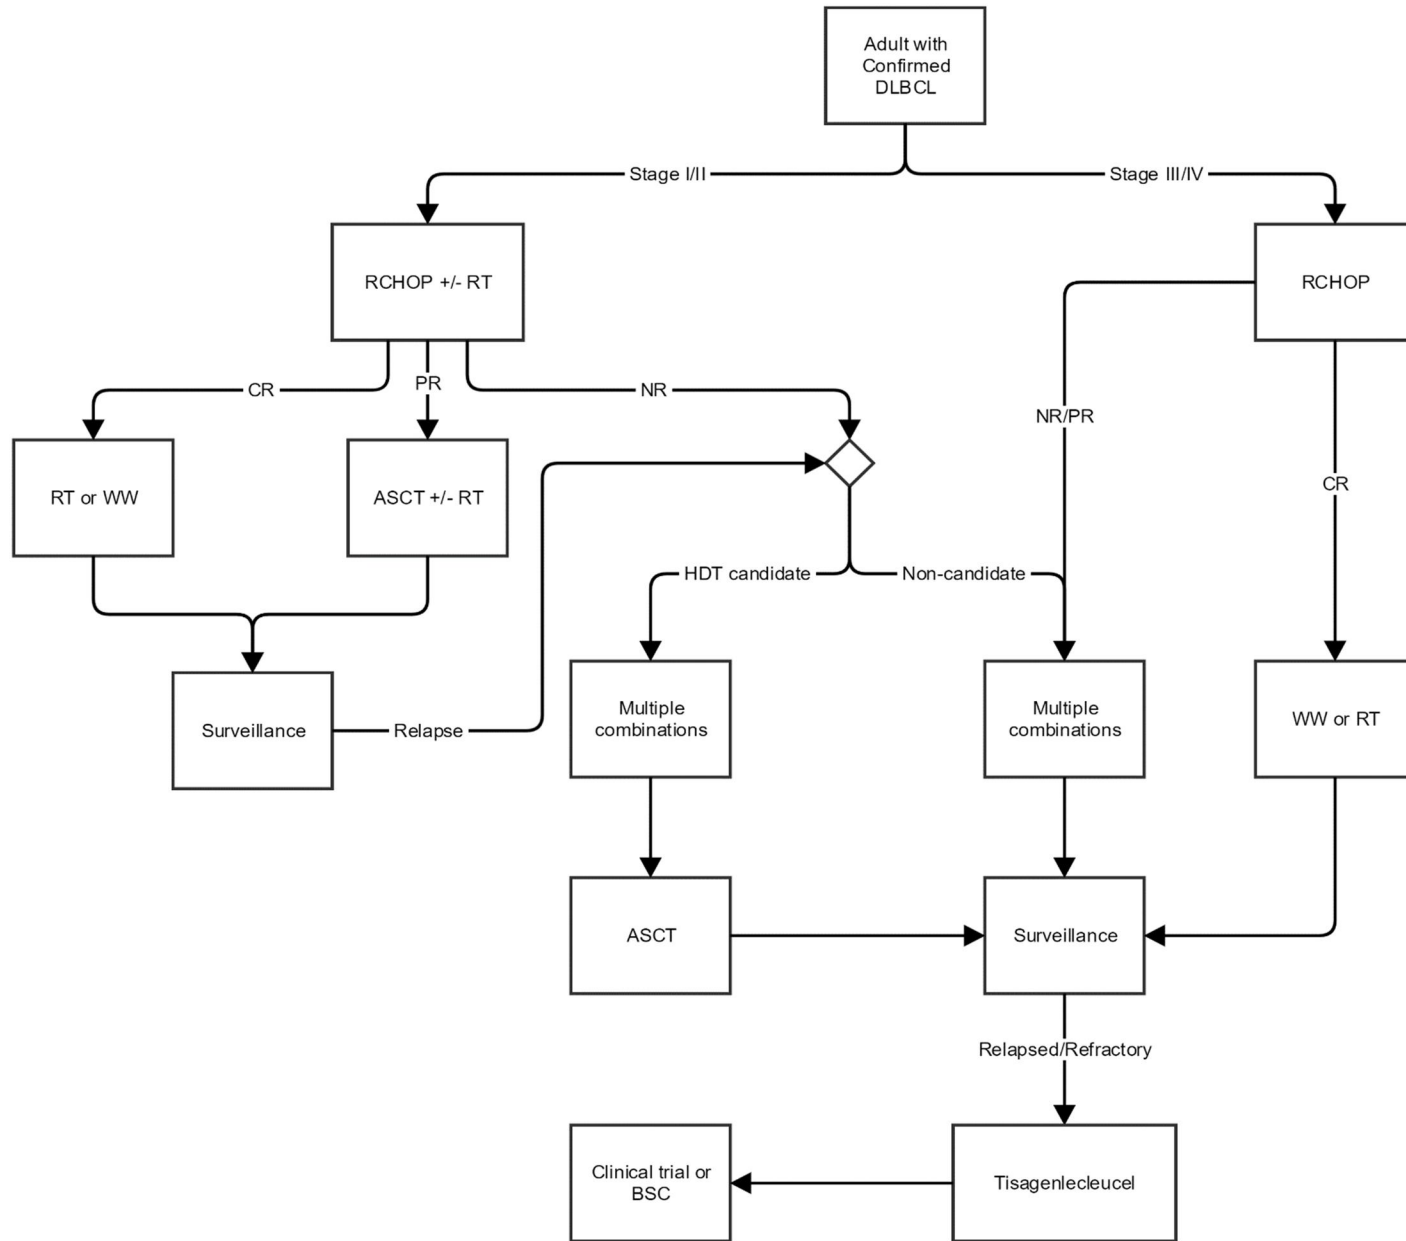 Adult with
Confirmed
DLBCL
Stage I/II
Stage III/IV
RCHOP +/- RT
RCHOP
CR
PR
NR
NR/PR
CR
RT or WW
ASCT +/- RT
HDT candidate
Non-candidate
Surveillance
Relapse
Multiple
combinations
Multiple
combinations
WW or RT
ASCT
Surveillance
Relapsed/Refractory
Clinical trial or
BSC
Tisagenlecleucel